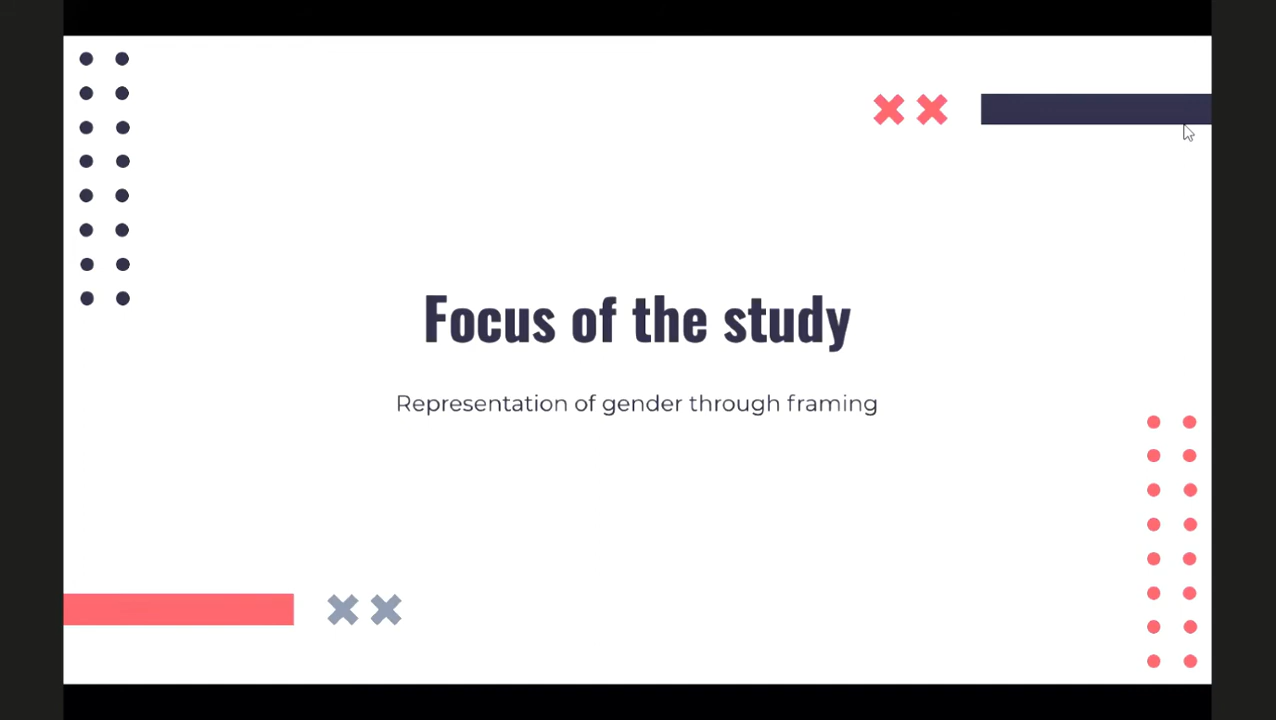 Focus of the study
Representation of gender through framing